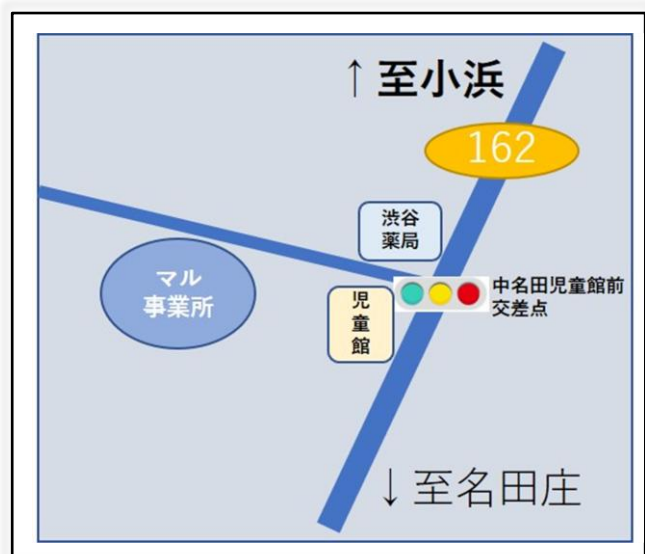 ↑ 至小浜
162
渋谷
薬局
マル
事業所
児
童
館
中名田児童館前
交差点
↓ 至名田庄